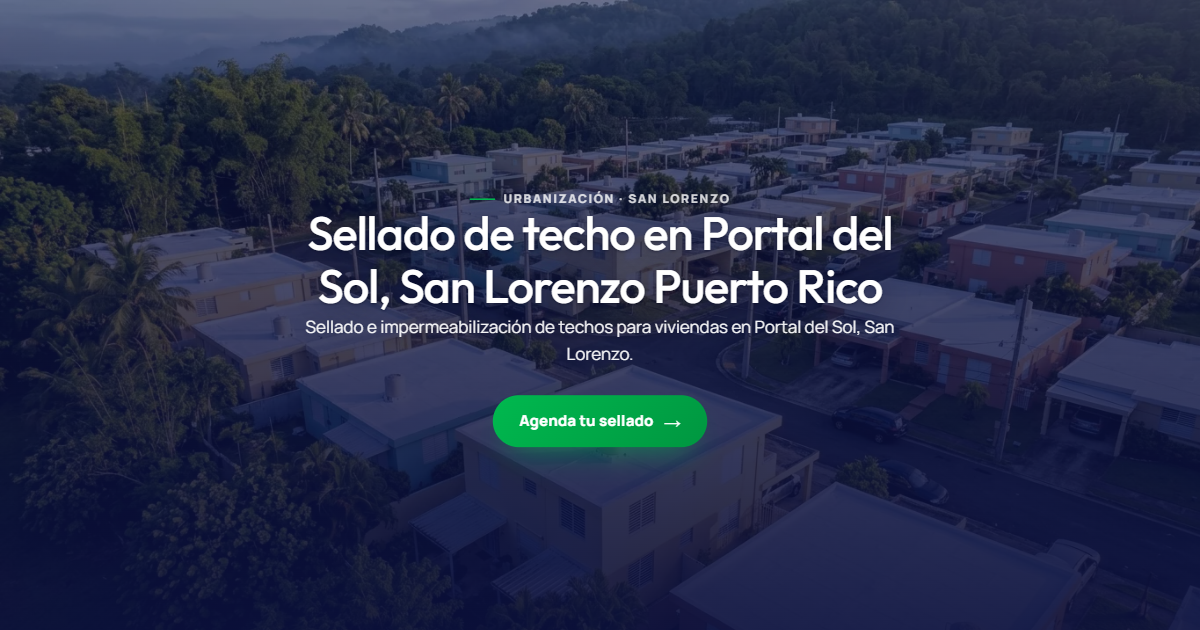 URBANIZACIÓN · SAN LORENZO
Sellado de techo en Portal del
Sol, San Lorenzo Puerto Rico
Sellado e impermeabilización de techos para viviendas en Portal del Sol, San
Lorenzo.
Agenda tu sellado →